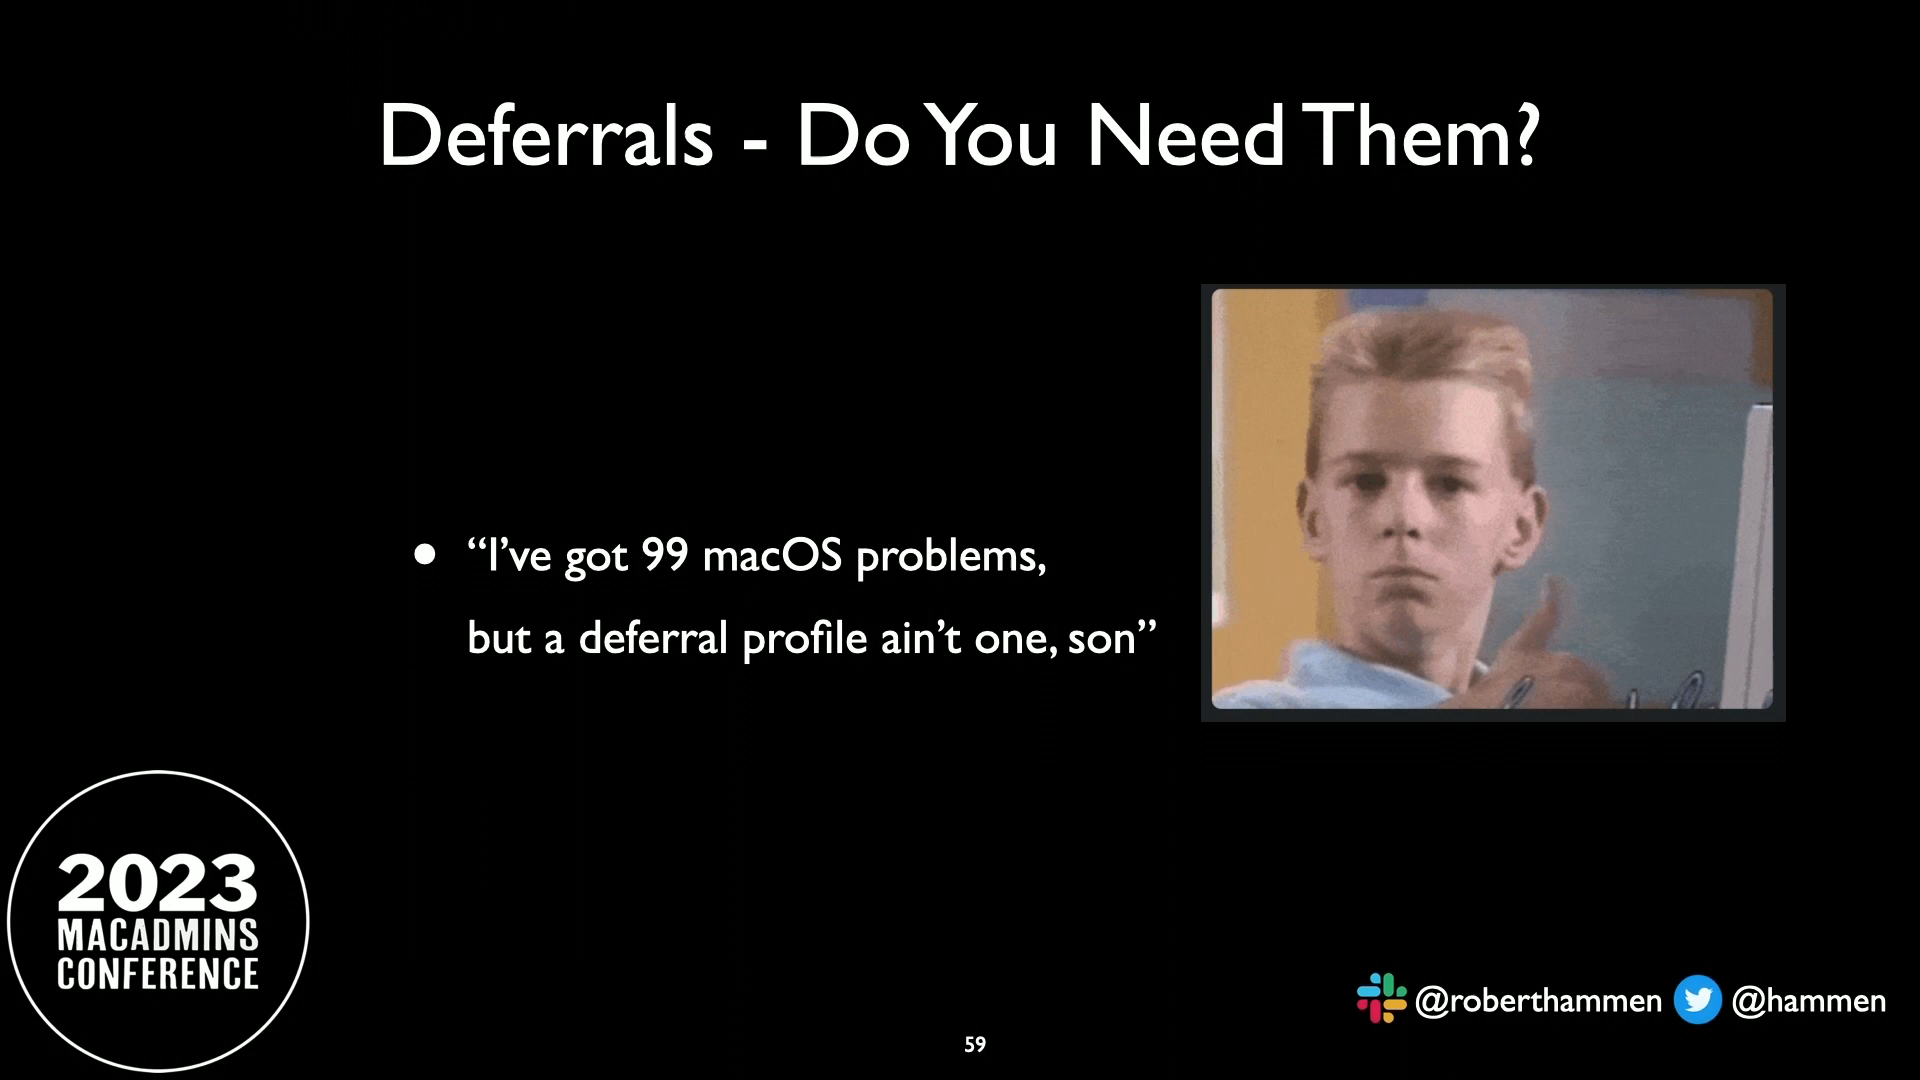 Deferrals - Do You Need Them?
• “I’ve got 99 macOS problems,
but a deferral profile ain’t one, son”
2023
MACADMINS
CONFERENCE
@roberthammen @hammen
59